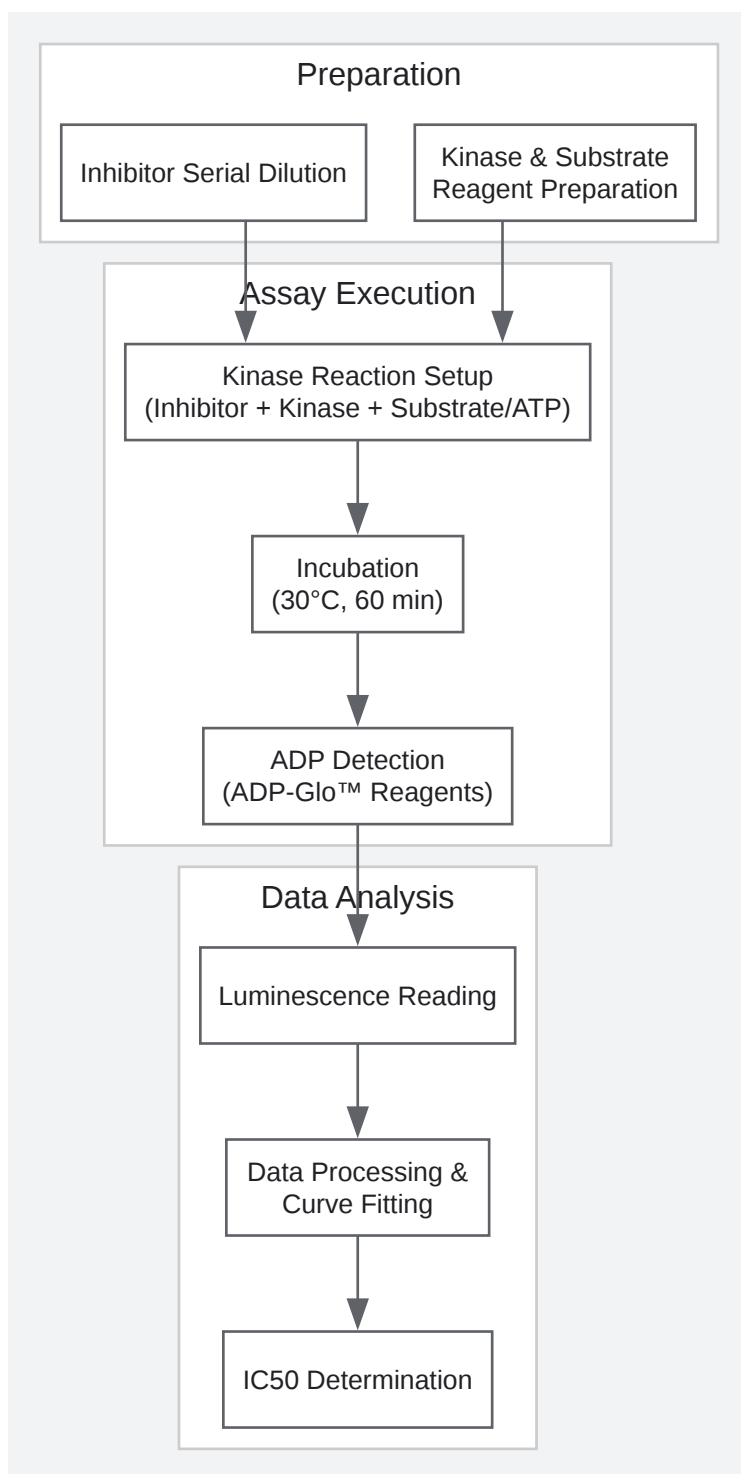 Preparation
Inhibitor Serial Dilution
Kinase & Substrate
Reagent Preparation
Assay Execution
Kinase Reaction Setup
(Inhibitor + Kinase + Substrate/ATP)
Incubation
(30°C, 60 min)
ADP Detection
(ADP-Glo™ Reagents)
Data Analysis
Luminescence Reading
Data Processing &
Curve Fitting
IC50 Determination